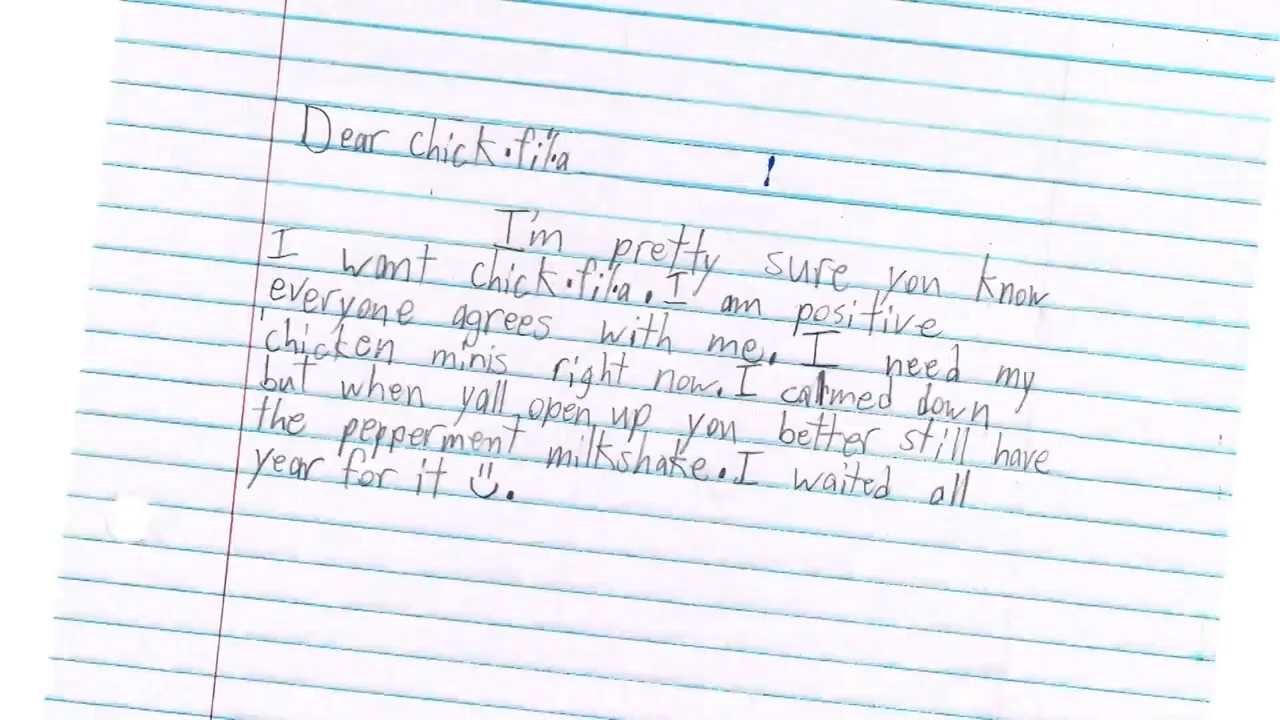 Dear chick·fil·a
I'm pretty sure you know
I want chick·fil·a. I am positive
everyone agrees with me. I need my
chicken minis right now. I calmed down
but when yall open up you better still have
the pepperment milkshake. I waited all
year for it ☺.